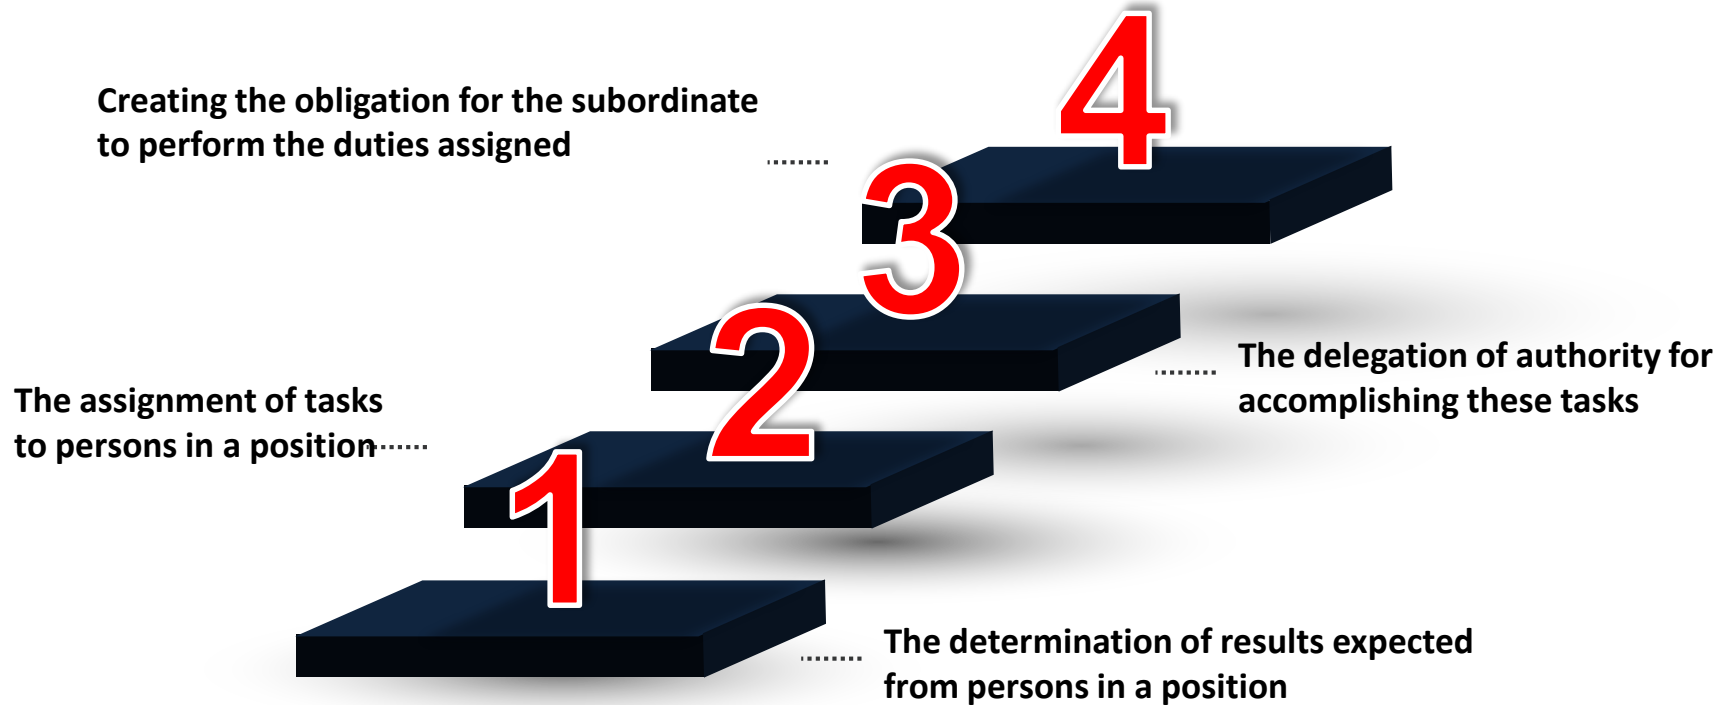 4
Creating the obligation for the subordinate
to perform the duties assigned
3
The delegation of authority for
accomplishing these tasks
2
The assignment of tasks
to persons in a position
1
The determination of results expected
from persons in a position